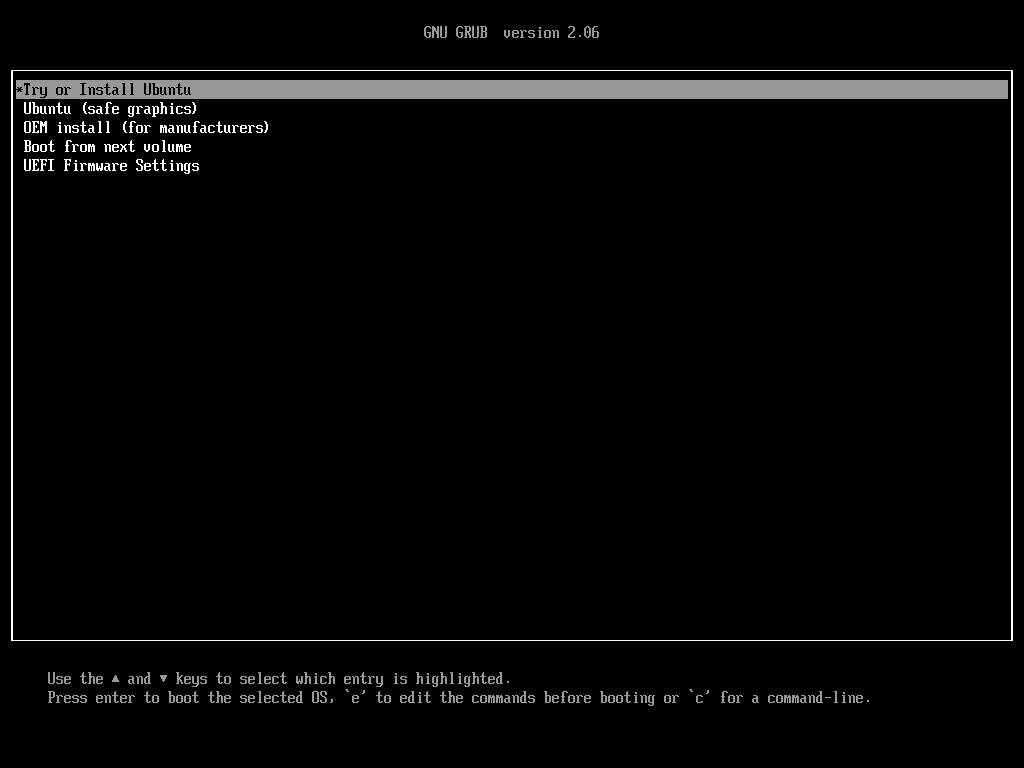 GNU GRUB  version 2.06
*Try or Install Ubuntu
Ubuntu (safe graphics)
OEM install (for manufacturers)
Boot from next volume
UEFI Firmware Settings
Use the ▲ and ▼ keys to select which entry is highlighted.
Press enter to boot the selected OS, `e' to edit the commands before booting or `c' for a command-line.